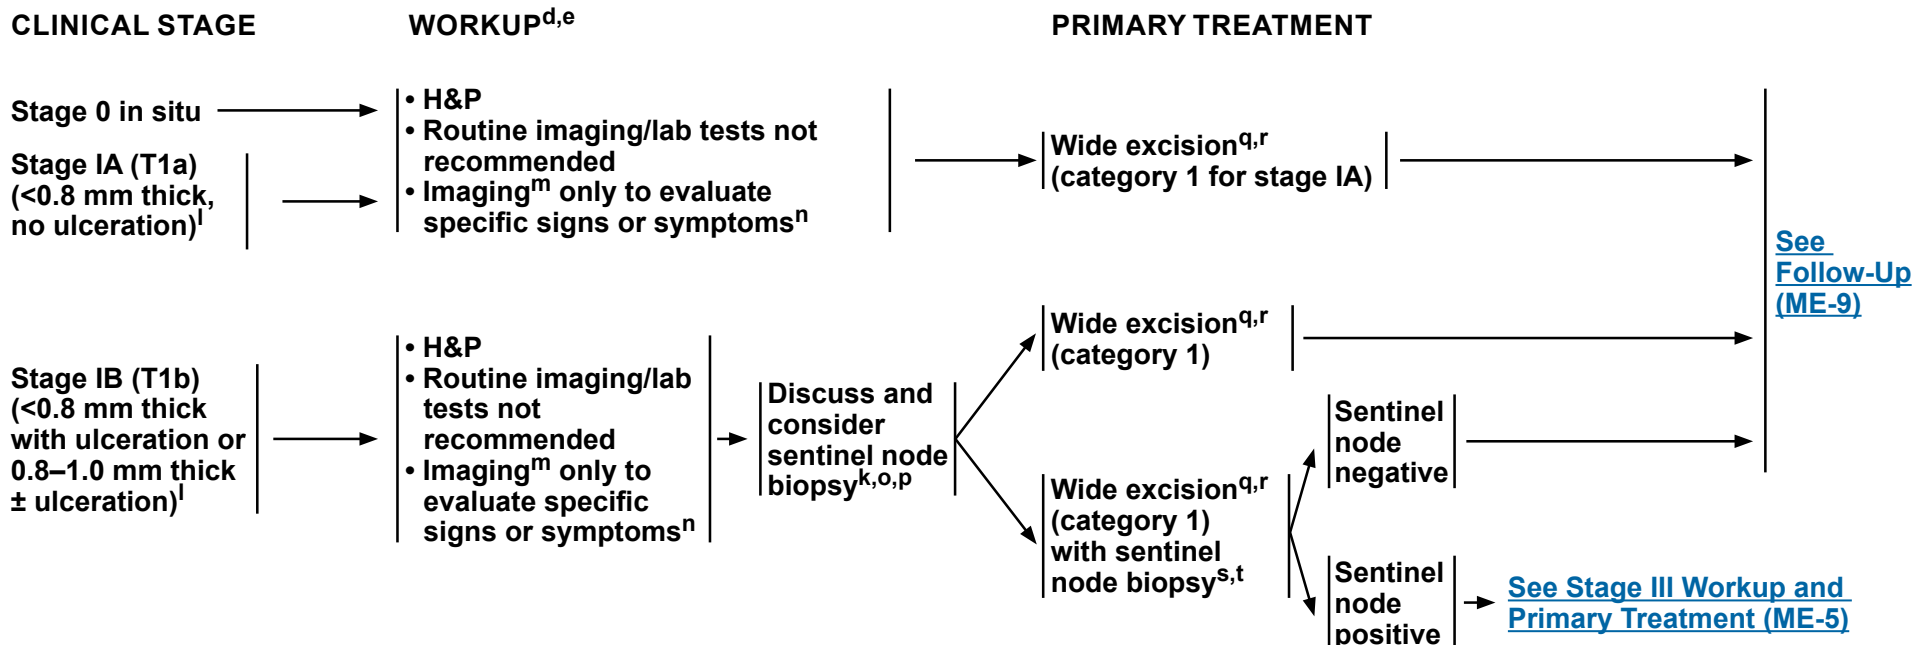 CLINICAL STAGE
WORKUPd,e
PRIMARY TREATMENT
Stage 0 in situ
Stage IA (T1a)
(<0.8 mm thick,
no ulceration)l
• H&P
• Routine imaging/lab tests not
recommended
• Imagingm only to evaluate
specific signs or symptomsn
Wide excisionq,r
(category 1 for stage IA)
See
Follow-Up
(ME-9)
Stage IB (T1b)
(<0.8 mm thick
with ulceration or
0.8–1.0 mm thick
± ulceration)l
• H&P
• Routine imaging/lab
tests not
recommended
• Imagingm only to
evaluate specific
signs or symptomsn
Discuss and
consider
sentinel node
biopsyk,o,p
Wide excisionq,r
(category 1)
Wide excisionq,r
(category 1)
with sentinel
node biopsys,t
Sentinel
node
negative
Sentinel
node
positive
See Stage III Workup and
Primary Treatment (ME-5)